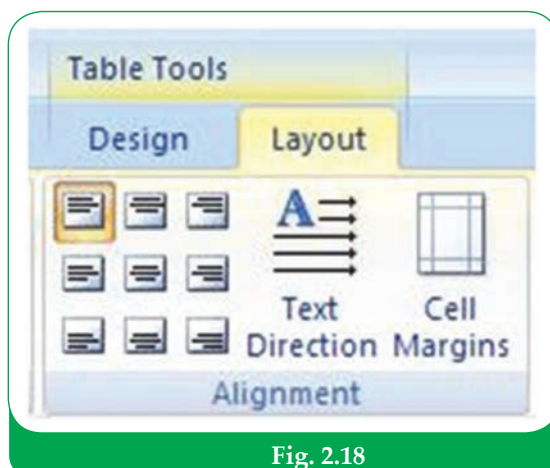 Table Tools
Design Layout
Text Direction
Cell Margins
Alignment
Fig. 2.18